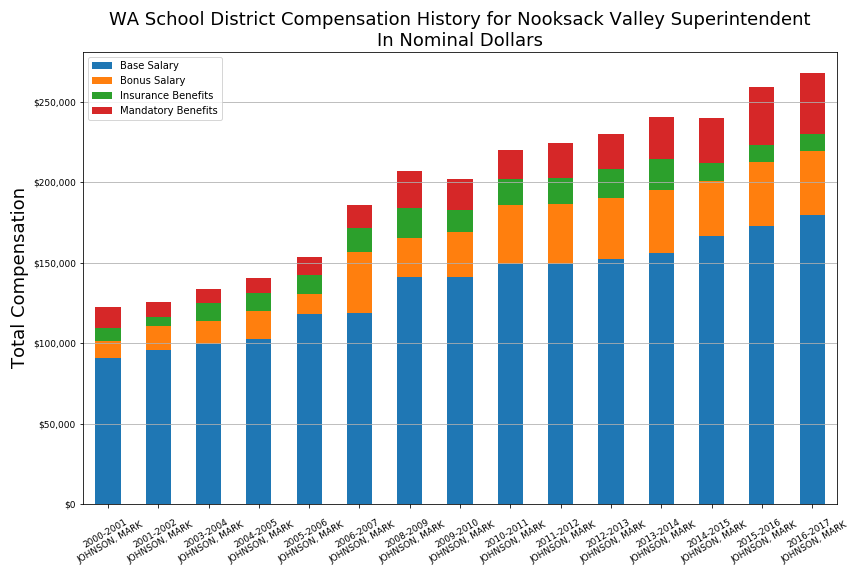 WA School District Compensation History for Nooksack Valley Superintendent
In Nominal Dollars
Base Salary
Bonus Salary
Insurance Benefits
Mandatory Benefits
Total Compensation
$250,000
$200,000
$150,000
$100,000
$50,000
$0
2000-2001
JOHNSON, MARK
2001-2002
JOHNSON, MARK
2003-2004
JOHNSON, MARK
2004-2005
JOHNSON, MARK
2005-2006
JOHNSON, MARK
2006-2007
JOHNSON, MARK
2008-2009
JOHNSON, MARK
2009-2010
JOHNSON, MARK
2010-2011
JOHNSON, MARK
2011-2012
JOHNSON, MARK
2012-2013
JOHNSON, MARK
2013-2014
JOHNSON, MARK
2014-2015
JOHNSON, MARK
2015-2016
JOHNSON, MARK
2016-2017
JOHNSON, MARK